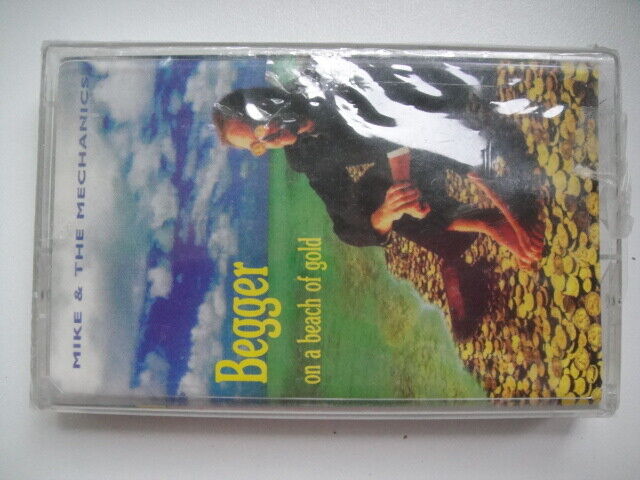 MIKE & THE MECHANICS
Begger
on a beach of gold